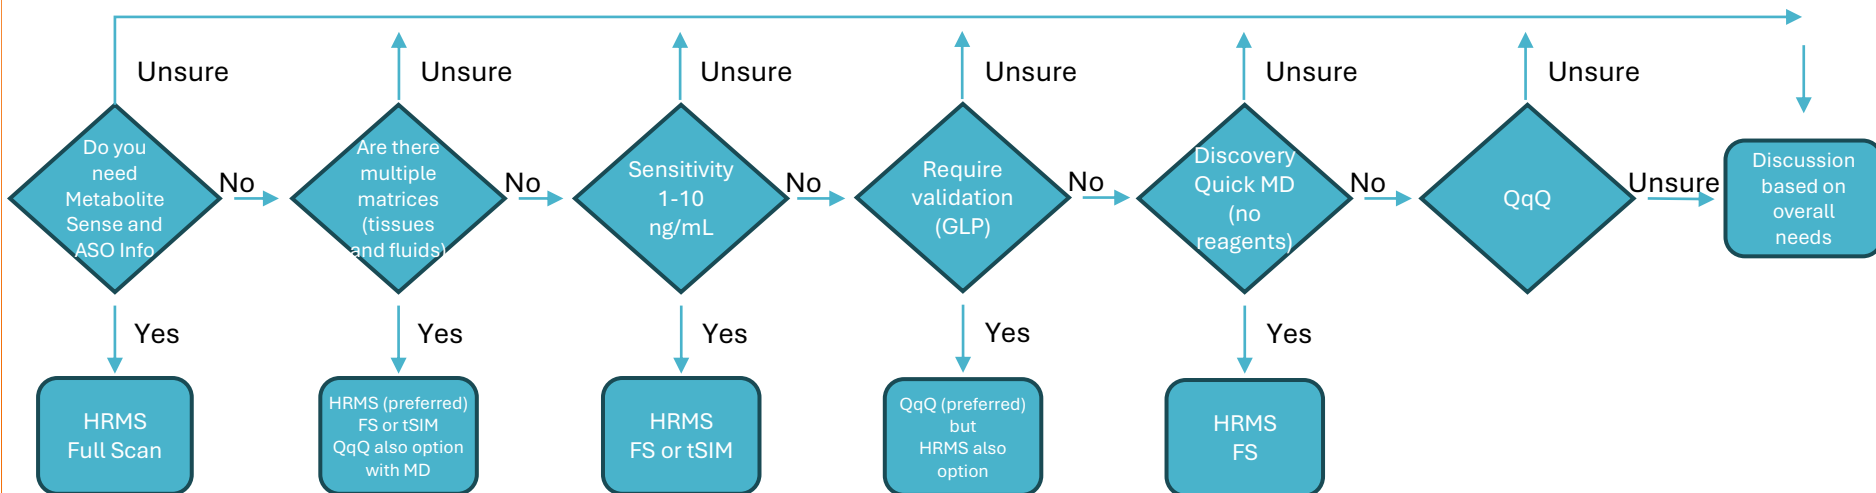 Unsure
Unsure
Unsure
Unsure
Unsure
Unsure
Do you
need
Metabolite
Sense and
ASO Info
No
Are there
multiple
matrices
(tissues
and fluids)
No
Sensitivity
1-10
ng/mL
No
Require
validation
(GLP)
No
Discovery
Quick MD
(no
reagents)
No
QqQ
Unsure
Discussion
based on
overall
needs
Yes
Yes
Yes
Yes
Yes
HRMS
Full Scan
HRMS (preferred)
FS or tSIM
QqQ also option
with MD
HRMS
FS or tSIM
QqQ (preferred)
but
HRMS also
option
HRMS
FS